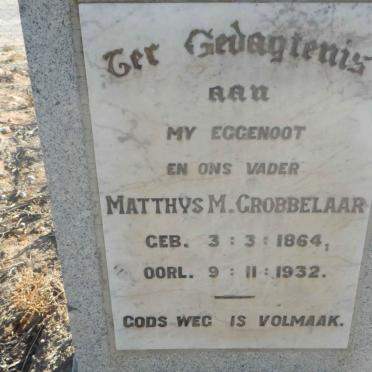 Ter Gedagtenis
aan
MY EGGENOOT
EN ONS VADER
MATTHYS M. GROBBELAAR
GEB. 3:3:1864,
OORL. 9:11:1932.
GODS WEG IS VOLMAAK.